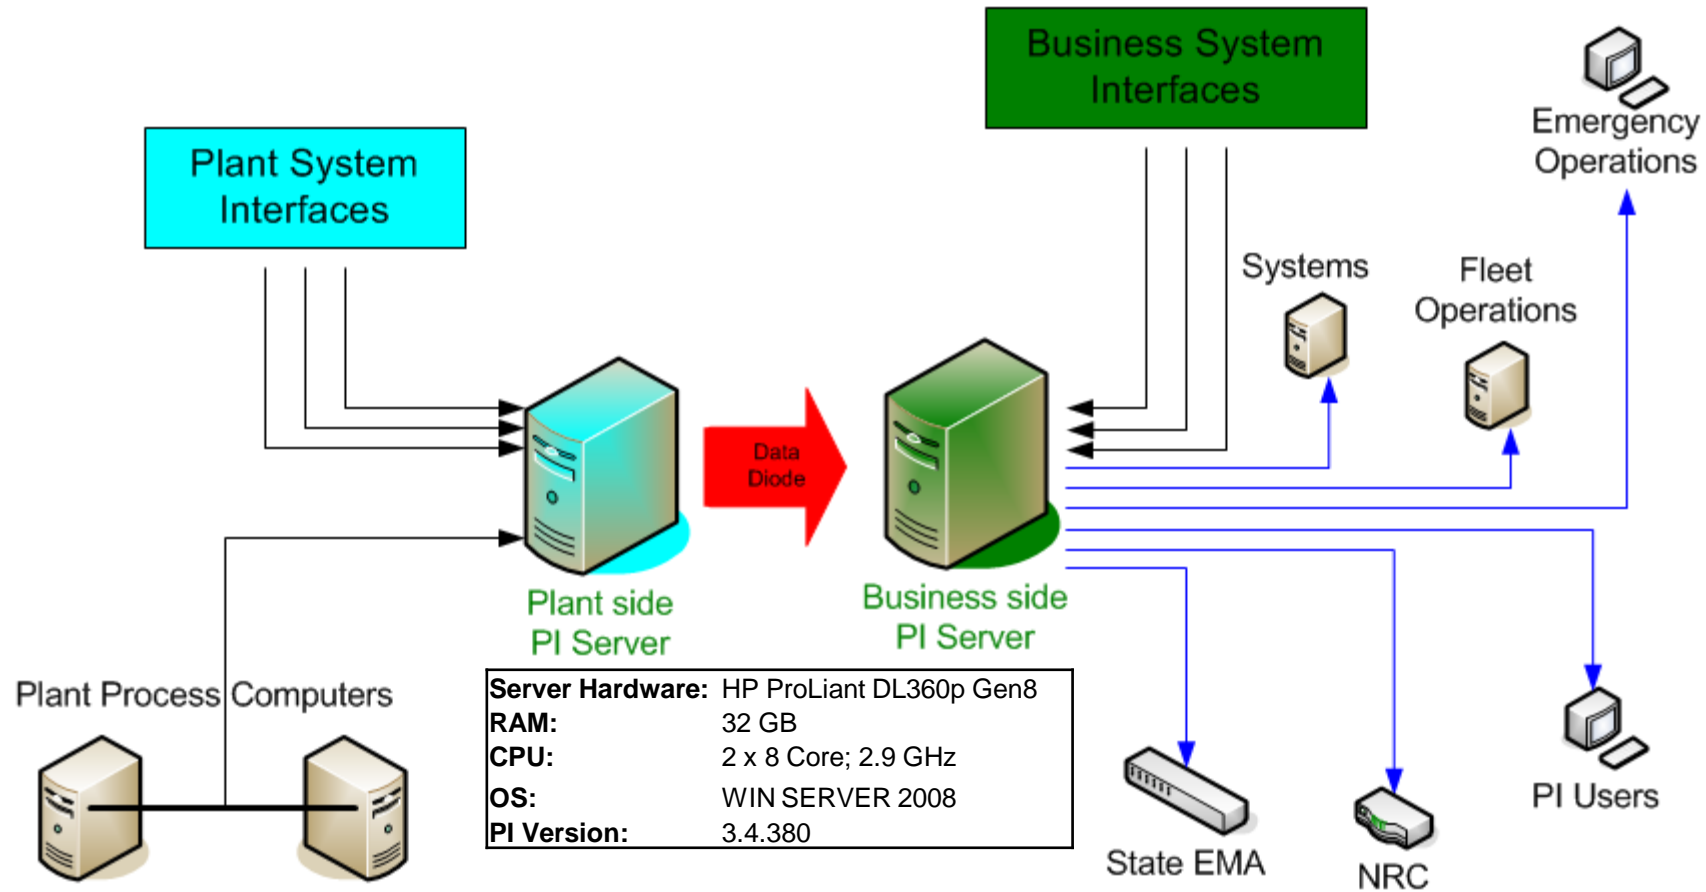 Business System
Interfaces
Emergency
Operations
Plant System
Interfaces
Systems
Fleet
Operations
Data
Diode
Plant side
PI Server
Business side
PI Server
Plant Process Computers
Server Hardware: HP ProLiant DL360p Gen8
RAM: 32 GB
CPU: 2 x 8 Core; 2.9 GHz
OS: WIN SERVER 2008
PI Version: 3.4.380
State EMA
NRC
PI Users